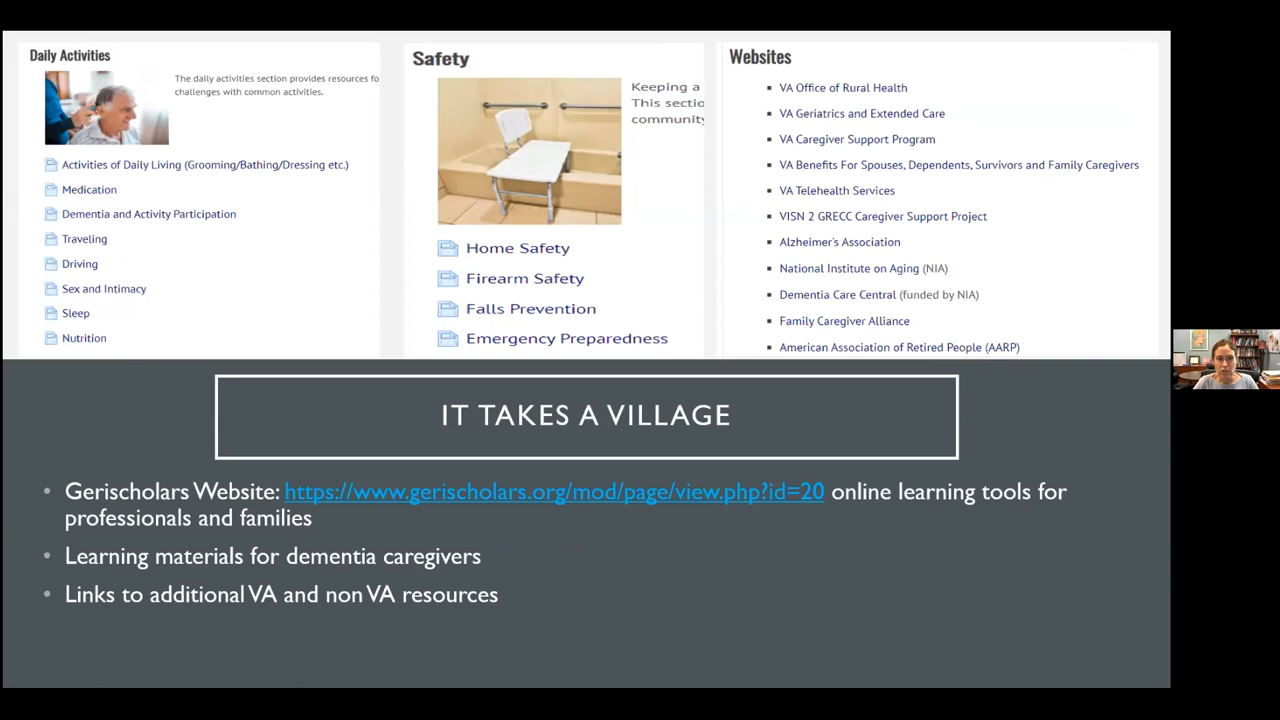 Daily Activities
The daily activities section provides resources fo
challenges with common activities.
Activities of Daily Living (Grooming/Bathing/Dressing etc.)
Medication
Dementia and Activity Participation
Traveling
Driving
Sex and Intimacy
Sleep
Nutrition
Safety
Keeping a
This sectio
community
Home Safety
Firearm Safety
Falls Prevention
Emergency Preparedness
Websites
VA Office of Rural Health
VA Geriatrics and Extended Care
VA Caregiver Support Program
VA Benefits For Spouses, Dependents, Survivors and Family Caregivers
VA Telehealth Services
VISN 2 GRECC Caregiver Support Project
Alzheimer's Association
National Institute on Aging (NIA)
Dementia Care Central (funded by NIA)
Family Caregiver Alliance
American Association of Retired People (AARP)
IT TAKES A VILLAGE
• Gerischolars Website: https://www.gerischolars.org/mod/page/view.php?id=20 online learning tools for
professionals and families
• Learning materials for dementia caregivers
• Links to additional VA and non VA resources